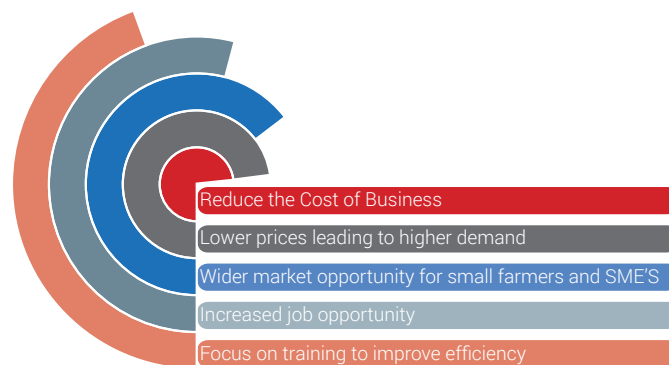 Reduce the Cost of Business
Lower prices leading to higher demand
Wider market opportunity for small farmers and SME'S
Increased job opportunity
Focus on training to improve efficiency